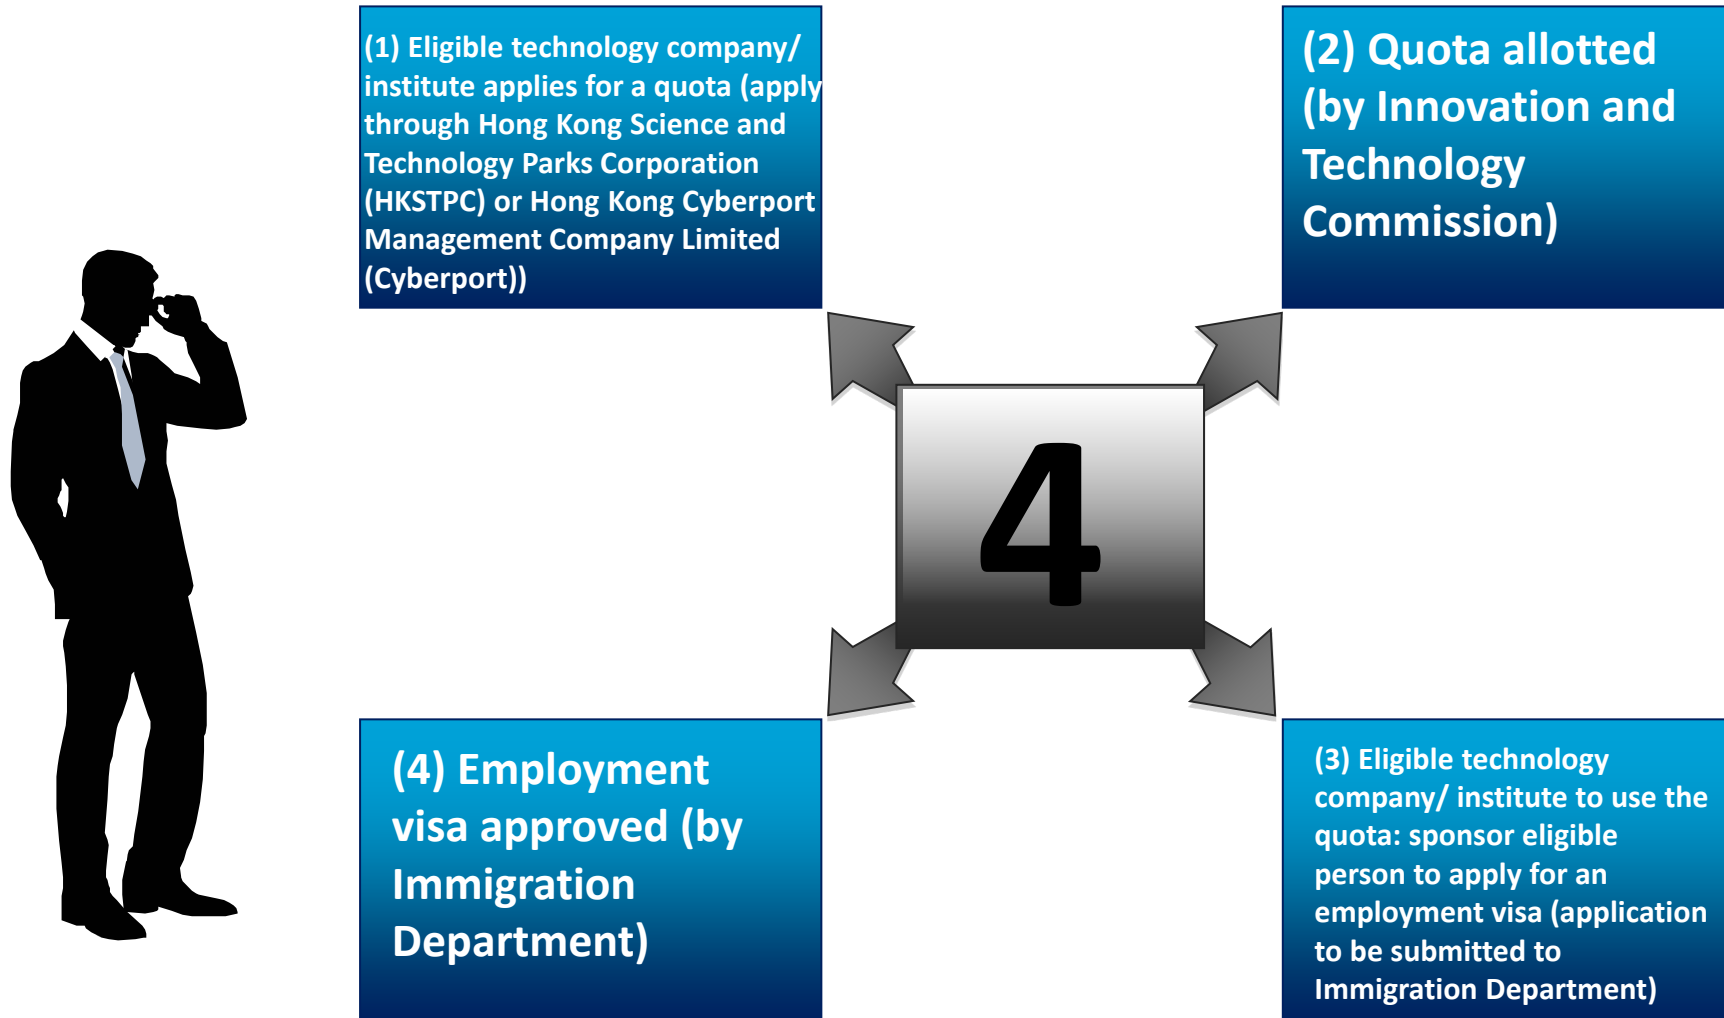 (1) Eligible technology company/
institute applies for a quota (apply
through Hong Kong Science and
Technology Parks Corporation
(HKSTPC) or Hong Kong Cyberport
Management Company Limited
(Cyberport))
(2) Quota allotted
(by Innovation and
Technology
Commission)
4
(3) Eligible technology
company/ institute to use the
quota: sponsor eligible
person to apply for an
employment visa (application
to be submitted to
Immigration Department)
(4) Employment
visa approved (by
Immigration
Department)